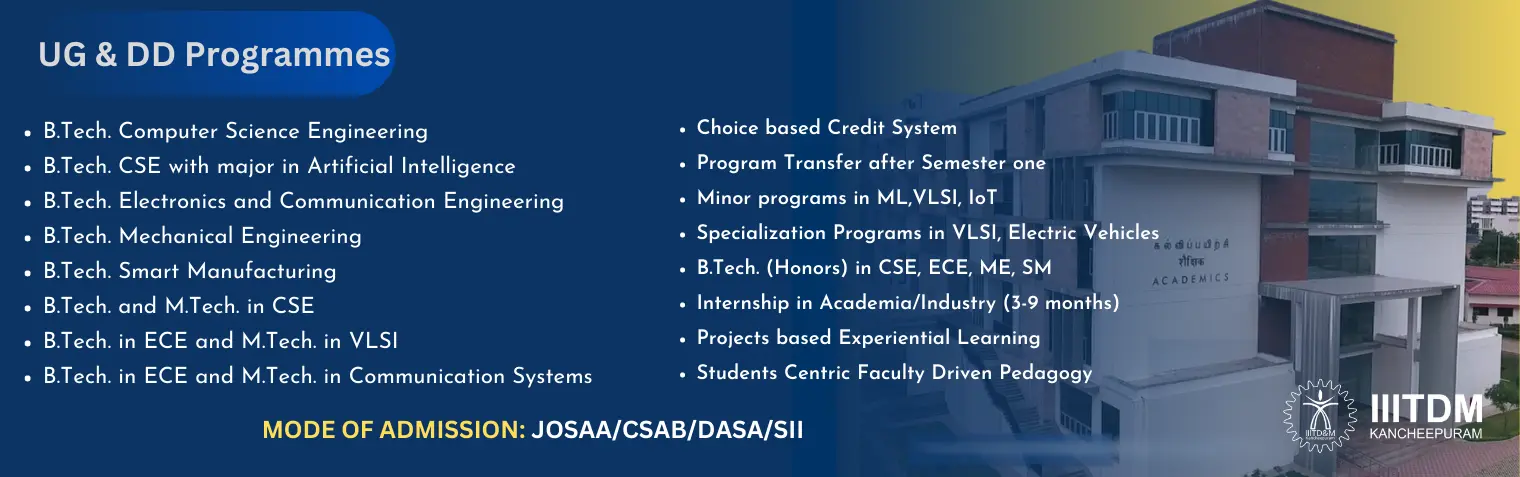 UG & DD Programmes
B.Tech. Computer Science Engineering
B.Tech. CSE with major in Artificial Intelligence
B.Tech. Electronics and Communication Engineering
B.Tech. Mechanical Engineering
B.Tech. Smart Manufacturing
B.Tech. and M.Tech. in CSE
B.Tech. in ECE and M.Tech. in VLSI
B.Tech. in ECE and M.Tech. in Communication Systems
Choice based Credit System
Program Transfer after Semester one
Minor programs in ML,VLSI, IoT
Specialization Programs in VLSI, Electric Vehicles
B.Tech. (Honors) in CSE, ECE, ME, SM
Internship in Academia/Industry (3-9 months)
Projects based Experiential Learning
Students Centric Faculty Driven Pedagogy
MODE OF ADMISSION: JOSAA/CSAB/DASA/SII
கல்விப்பயிற்சி
शैक्षिक
ACADEMICS
IIITD&M
Kancheepuram
IIITDM
KANCHEEPURAM